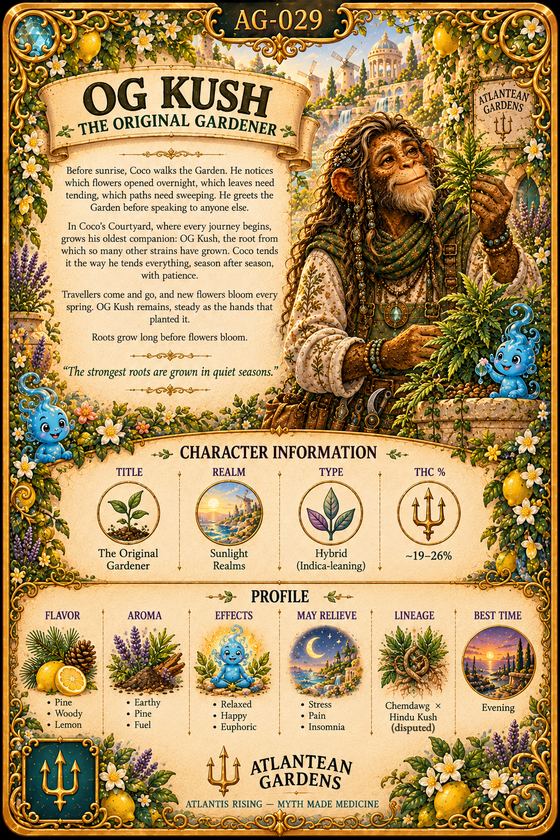 AG-029
OG KUSH
THE ORIGINAL GARDENER
ATLANTEAN
GARDENS
Before sunrise, Coco walks the Garden. He notices
which flowers opened overnight, which leaves need
tending, which paths need sweeping. He greets the
Garden before speaking to anyone else.
In Coco's Courtyard, where every journey begins,
grows his oldest companion: OG Kush, the root from
which so many other strains have grown. Coco tends
it the way he tends everything, season after season,
with patience.
Travellers come and go, and new flowers bloom every
spring. OG Kush remains, steady as the hands that
planted it.
Roots grow long before flowers bloom.
"The strongest roots are grown in quiet seasons."
CHARACTER INFORMATION
TITLE
The Original
Gardener
REALM
Sunlight
Realms
TYPE
Hybrid
(Indica-leaning)
THC %
~19–26%
PROFILE
FLAVOR
• Pine
• Woody
• Lemon
AROMA
• Earthy
• Pine
• Fuel
EFFECTS
• Relaxed
• Happy
• Euphoric
MAY RELIEVE
• Stress
• Pain
• Insomnia
LINEAGE
Chemdawg ×
Hindu Kush
(disputed)
BEST TIME
Evening
ATLANTEAN
GARDENS
ATLANTIS RISING — MYTH MADE MEDICINE